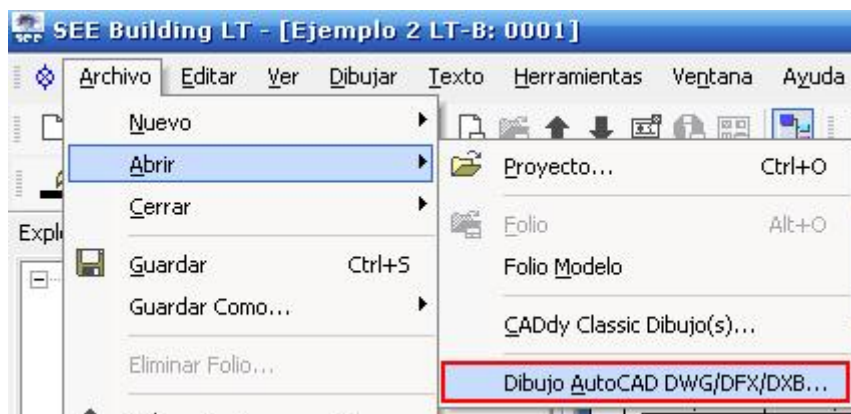 SEE Building LT - [Ejemplo 2 LT-B: 0001]
Archivo Editar Ver Dibujar Texto Herramientas Ventana Ayuda
Nuevo
Abrir
Cerrar
Guardar Ctrl+S
Guardar Como...
Eliminar Folio...
Proyecto... Ctrl+O
Folio Alt+O
Folio Modelo
CADdy Classic Dibujo(s)...
Dibujo AutoCAD DWG/DFX/DXB...
Expl